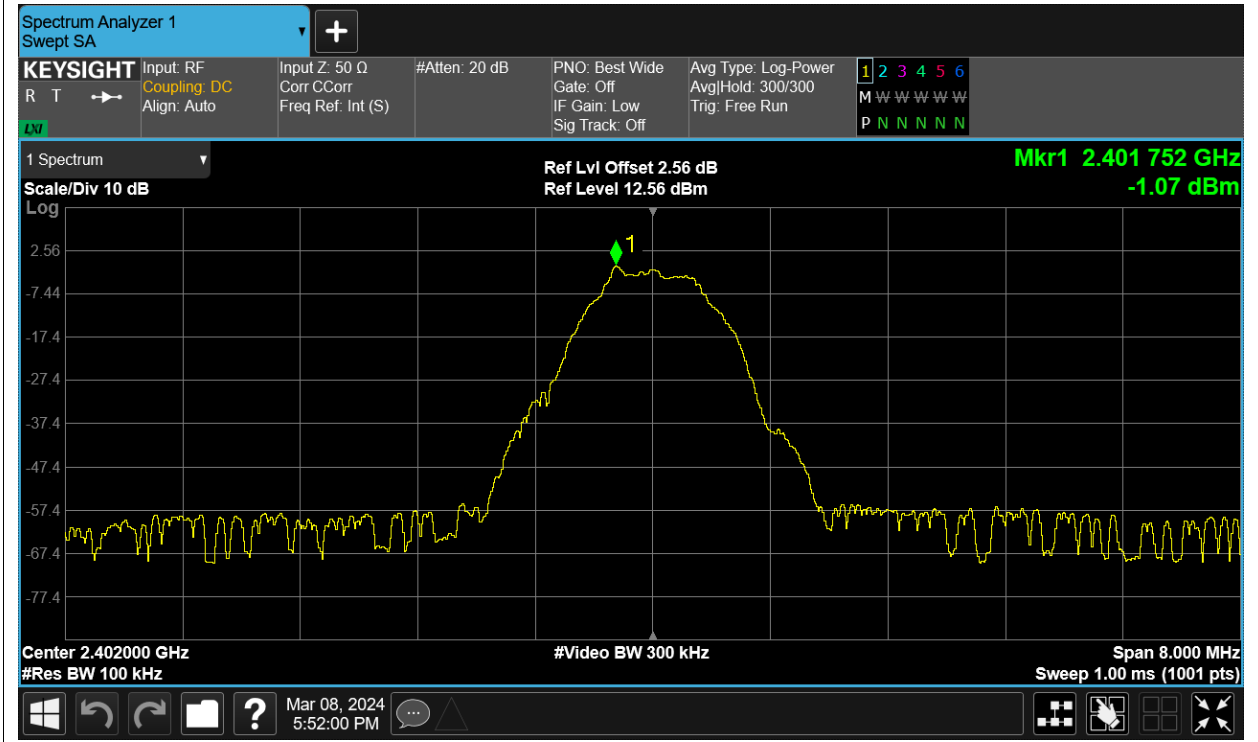 Spectrum Analyzer 1
Swept SA
KEYSIGHT
R T
LXI
Input: RF
Coupling: DC
Align: Auto
Input Z: 50 Ω
Corr CCorr
Freq Ref: Int (S)
#Atten: 20 dB
PNO: Best Wide
Gate: Off
IF Gain: Low
Sig Track: Off
Avg Type: Log-Power
Avg|Hold: 300/300
Trig: Free Run
1 2 3 4 5 6
M W W W W W
P N N N N N
1 Spectrum
Scale/Div 10 dB
Log
Ref Lvl Offset 2.56 dB
Ref Level 12.56 dBm
Mkr1 2.401 752 GHz
-1.07 dBm
1
2.56
-7.44
-17.4
-27.4
-37.4
-47.4
-57.4
-67.4
-77.4
Center 2.402000 GHz
#Video BW 300 kHz
Span 8.000 MHz
#Res BW 100 kHz
Sweep 1.00 ms (1001 pts)
?
Mar 08, 2024
5:52:00 PM